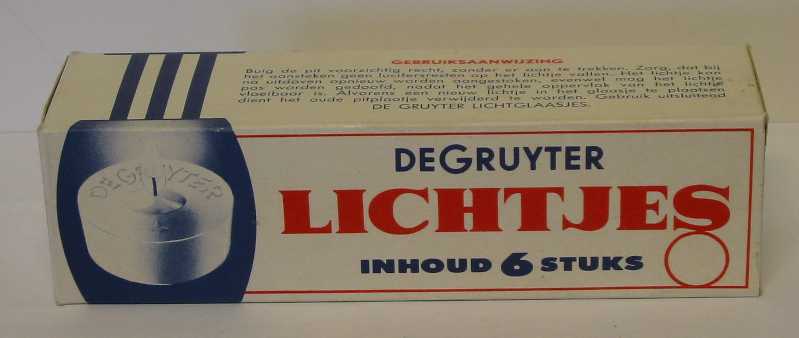 GEBRUIKSAANWIJZING
Buig de pit voorzichtig recht, zonder er aan te trekken. Zorg, dat bij
het aansteken geen lucifersresten op het lichtje vallen. Het lichtje kan
na uitdoven opnieuw worden aangestoken, evenwel mag het lichtje
pas worden gedoofd, nadat het gehele oppervlak van het lichtje
vloeibaar is. Alvorens een nieuw lichtje in het glaasje te plaatsen
dient het oude pitplaatje verwijderd te worden. Gebruik uitsluitend
DE GRUYTER LICHTGLAASJES.
DEGRUYTER
DEGRUYTER
LICHTJES
INHOUD 6 STUKS